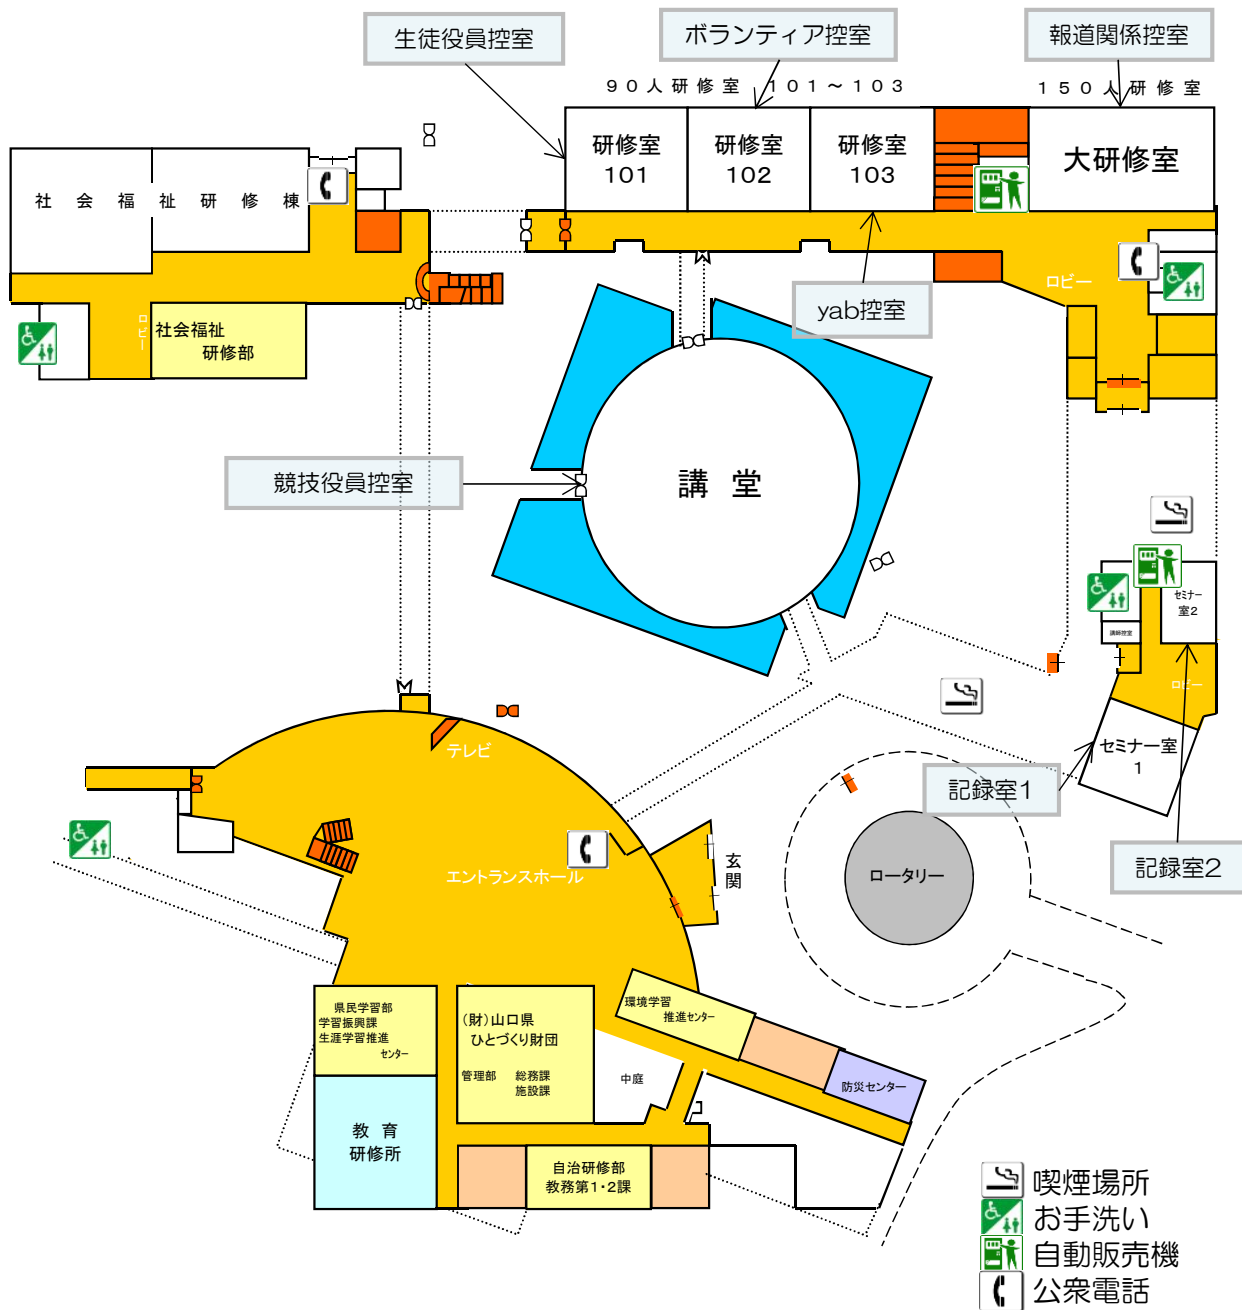 生徒役員控室
ボランティア控室
報道関係控室
90人研修室 101～103
150人研修室
研修室
101
研修室
102
研修室
103
大研修室
社会福祉研修棟
ロビー
yab控室
ロビー
社会福祉
研修部
競技役員控室
講堂
セミナー
室2
講師控室
ロビー
テレビ
セミナー室
1
記録室1
記録室2
玄関
ロータリー
エントランスホール
県民学習部
学習振興課
生涯学習推進
センター
(財)山口県
ひとづくり財団
管理部 総務課
施設課
環境学習
推進センター
中庭
防災センター
教育
研修所
自治研修部
教務第1・2課
喫煙場所
お手洗い
自動販売機
公衆電話